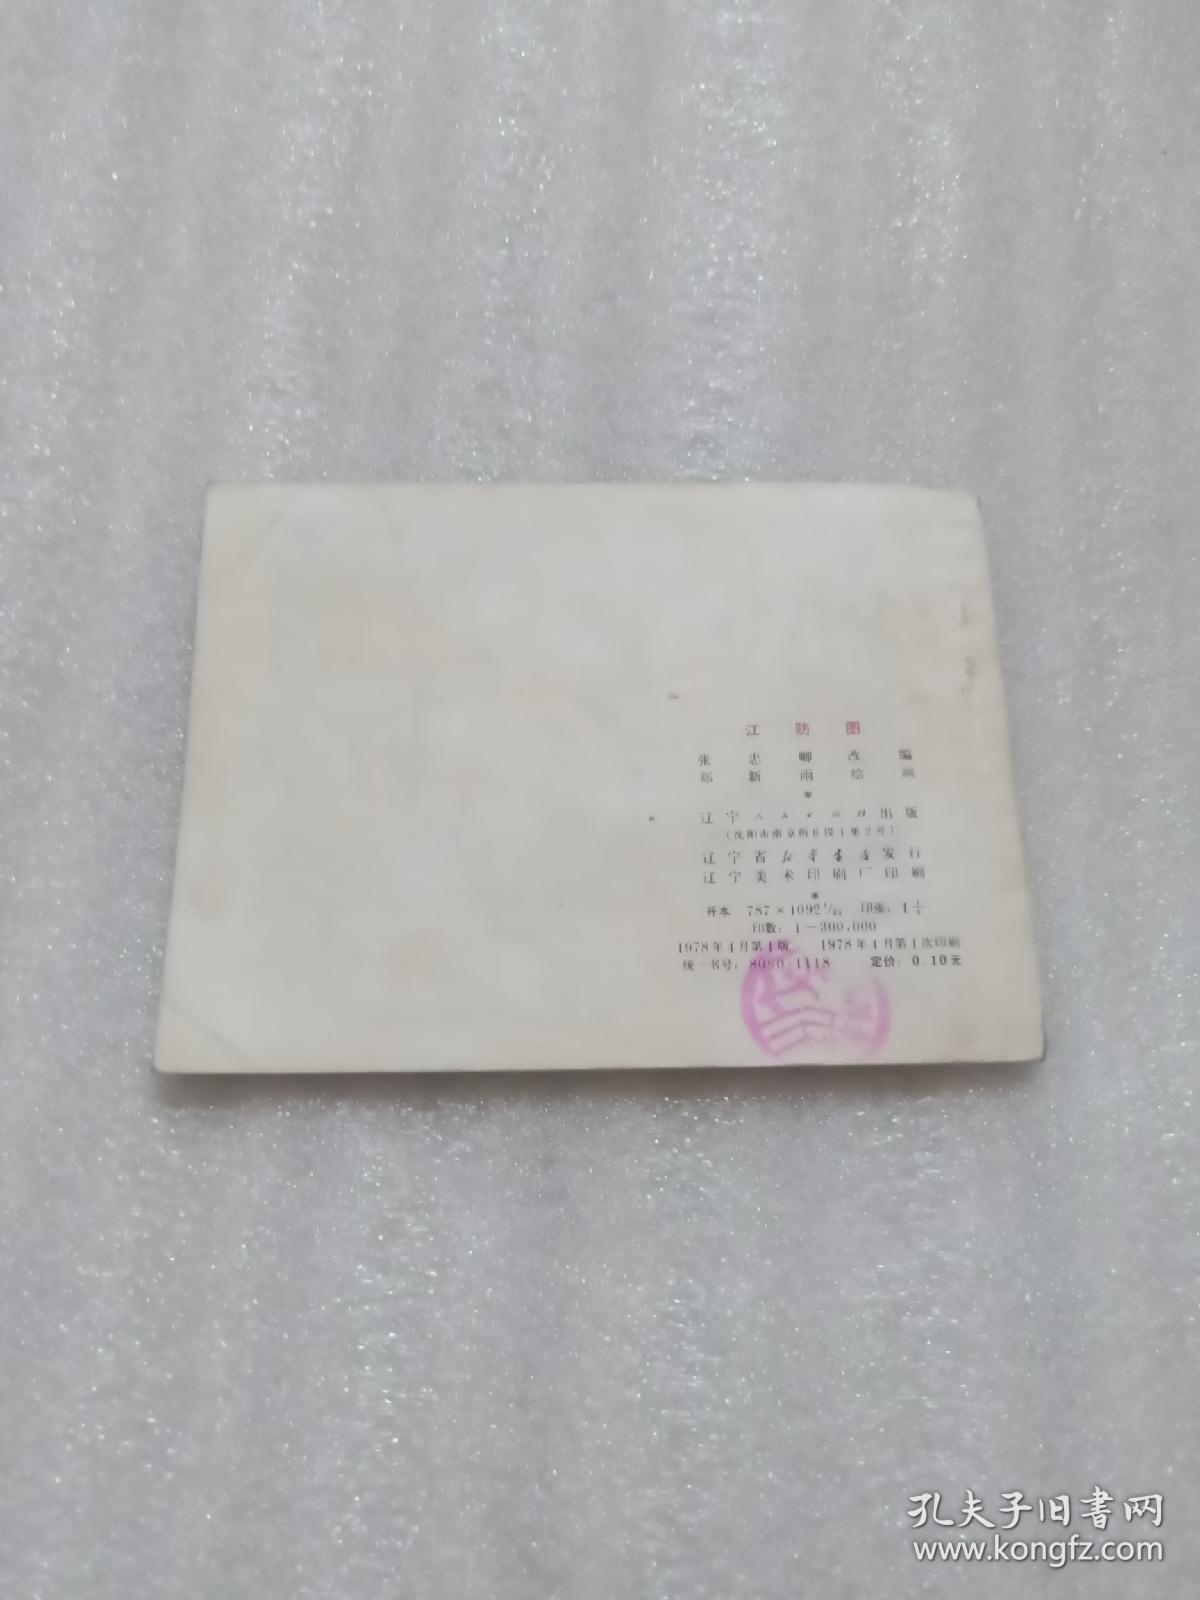 江防图
张忠卿改编
郑新雨绘画
*
辽宁人民出版社出版
(沈阳市南京街6段1里2号)
辽宁省新华书店发行
辽宁美术印刷厂印刷
*
开本 787×1092 1/64 印张: 1
印数: 1—300,000
1978年4月第1版 1978年4月第1次印刷
统一书号: 8090·1118 定价: 0.10元
孔夫子旧書网
www.kongfz.com